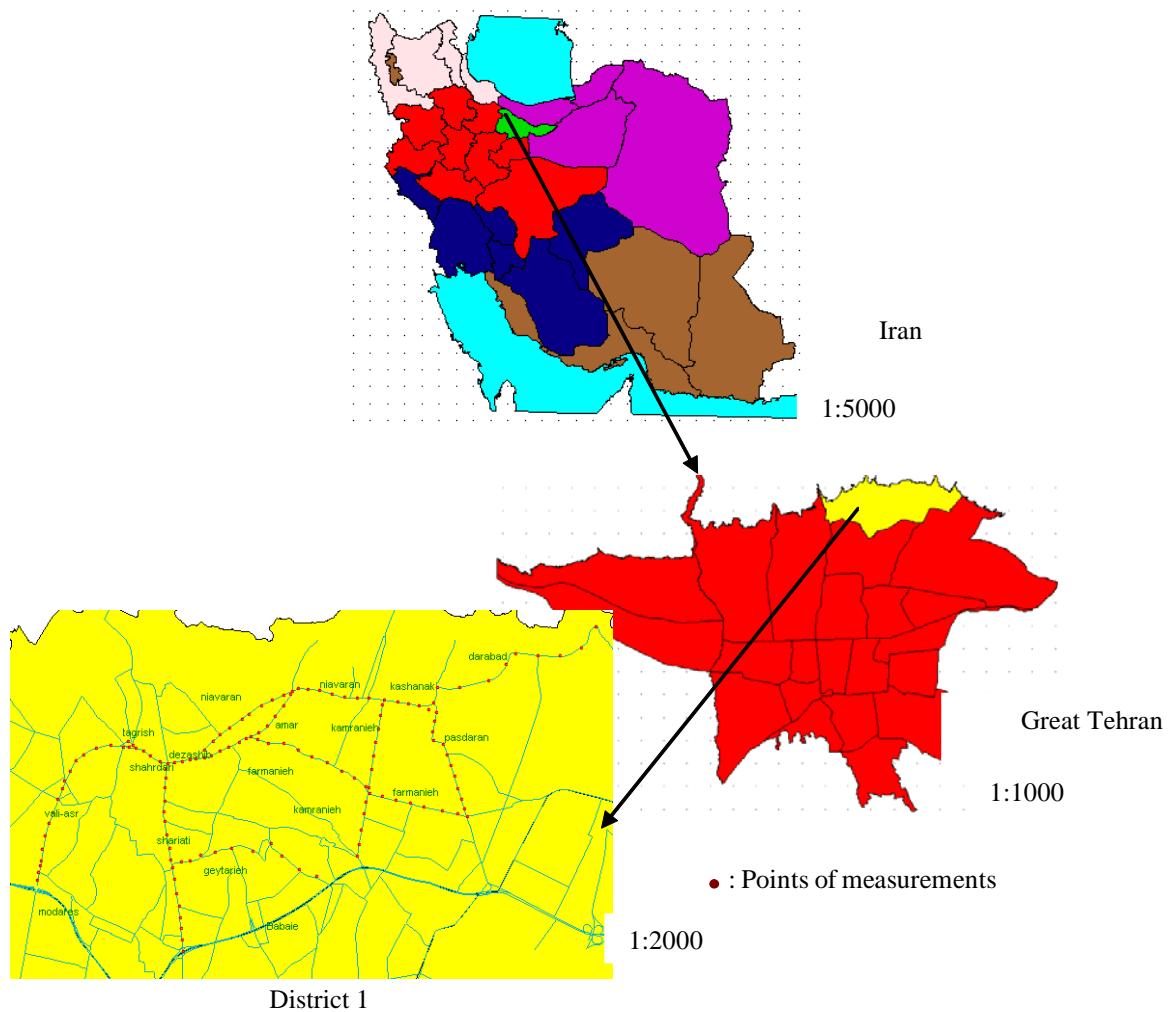 Iran
1:5000
Great Tehran
1:1000
darabad
niavaran
kashanak
niavaran
amar
kamranieh
tagrish
pasdaran
dezashib
shahrdari
farmanieh
farmanieh
kamranieh
vali-asr
shariati
geytarieh
modares
Babaie
: Points of measurements
1:2000
District 1